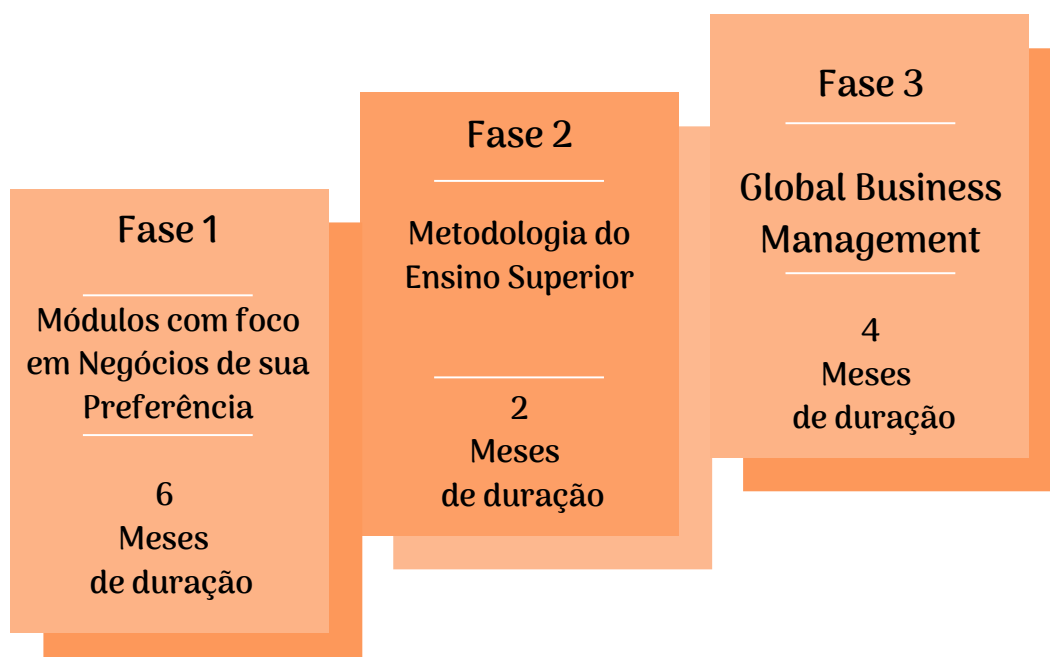 Fase 1
Módulos com foco
em Negócios de sua
Preferência
6
Meses
de duração
Fase 2
Metodologia do
Ensino Superior
2
Meses
de duração
Fase 3
Global Business
Management
4
Meses
de duração